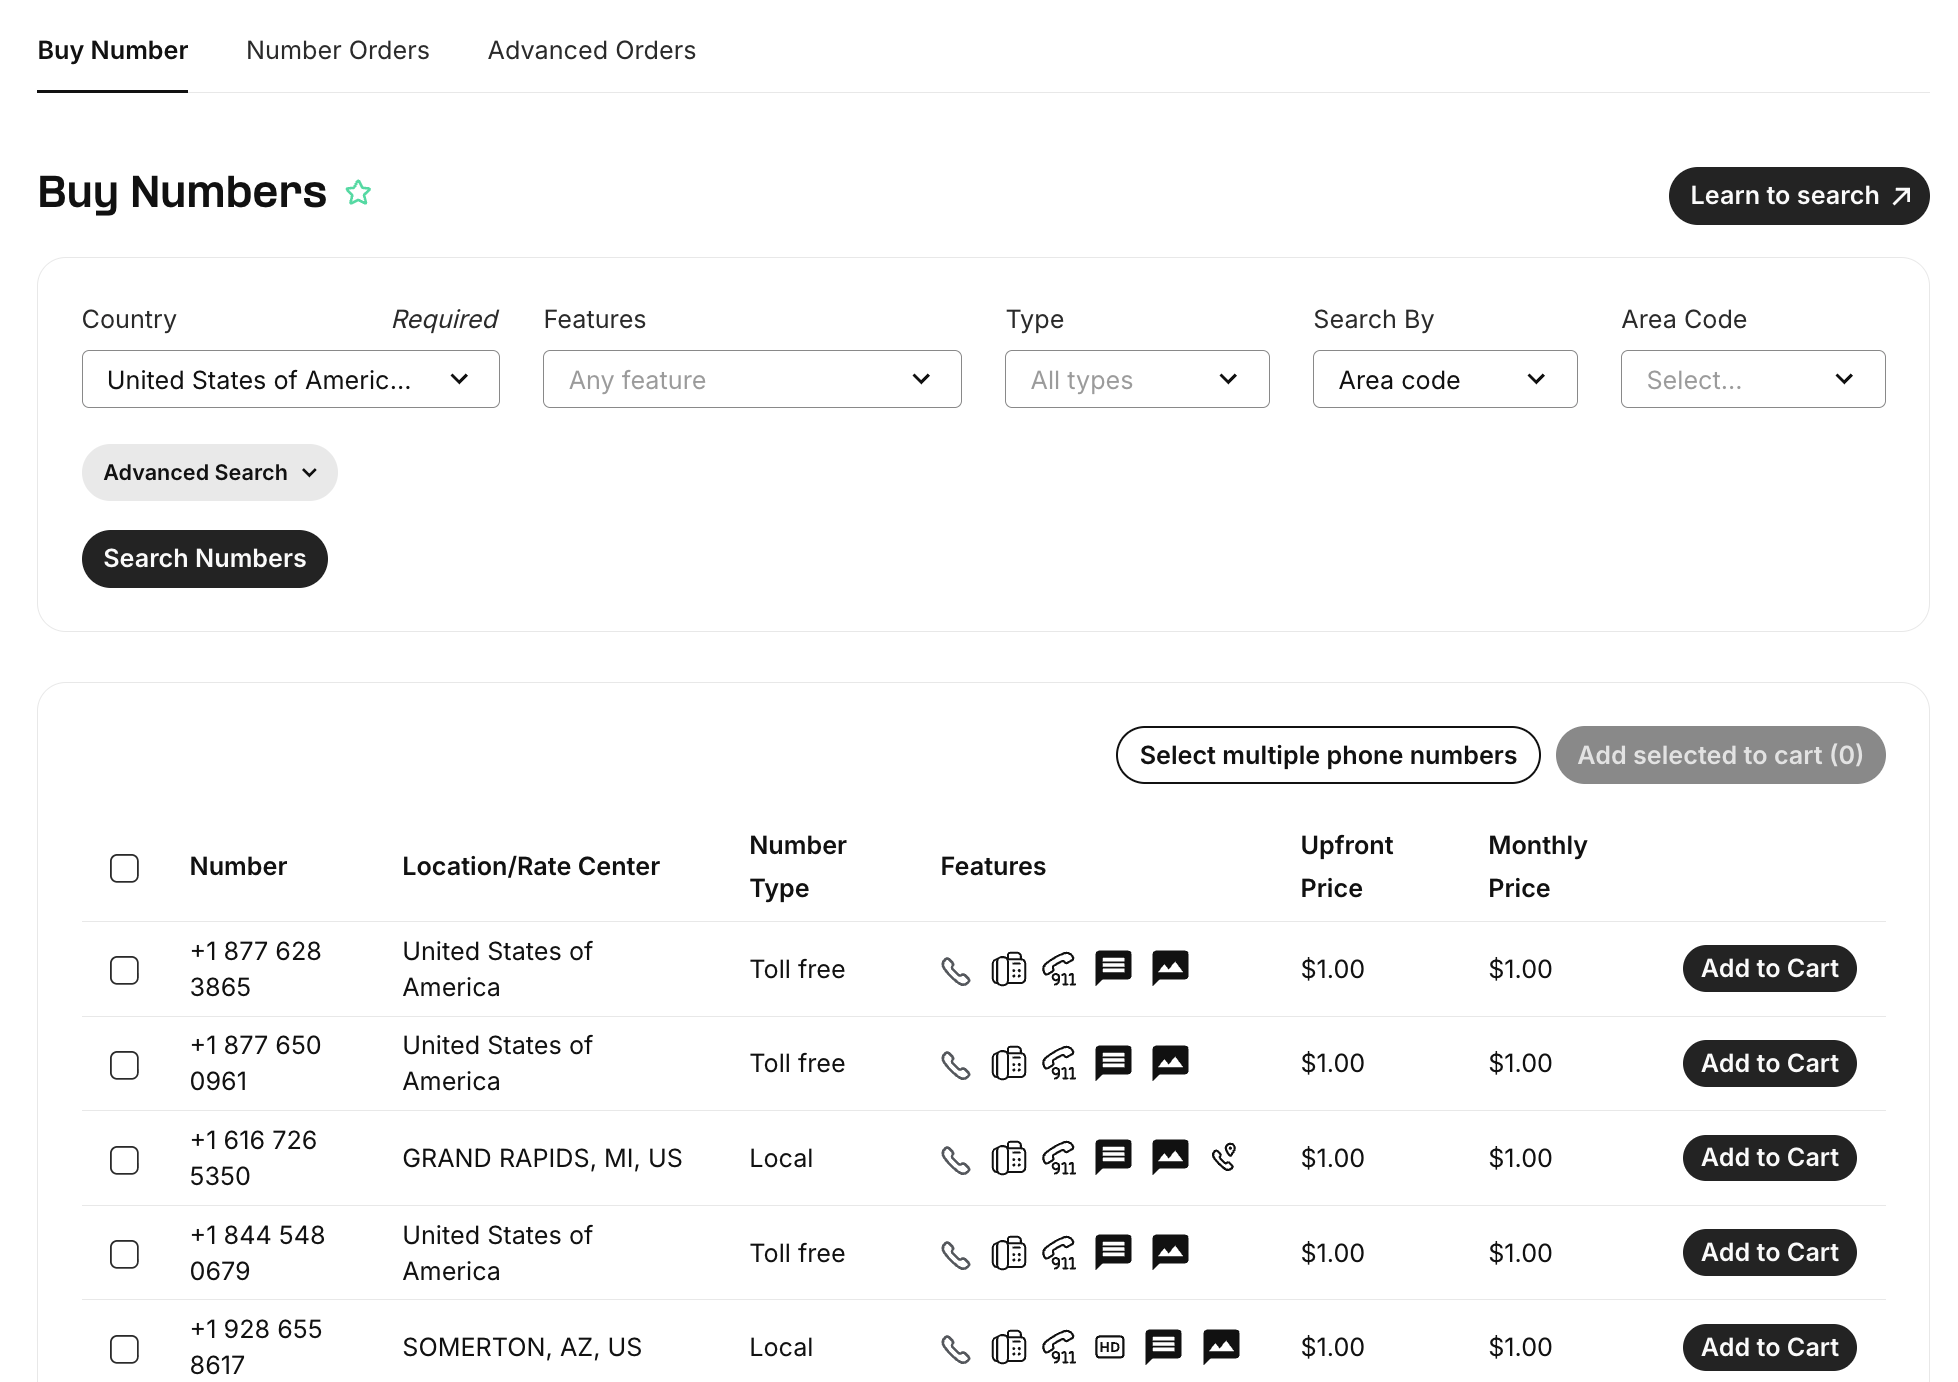 Buy Number
Number Orders
Advanced Orders
Buy Numbers
Learn to search
Country
Required
Features
Type
Search By
Area Code
United States of Americ...
Any feature
All types
Area code
Select...
Advanced Search
Search Numbers
Select multiple phone numbers
Add selected to cart (0)
Number
Location/Rate Center
Number
Type
Features
Upfront
Price
Monthly
Price
+1 877 628
3865
United States of
America
Toll free
911
$1.00
$1.00
Add to Cart
+1 877 650
0961
United States of
America
Toll free
911
$1.00
$1.00
Add to Cart
+1 616 726
5350
GRAND RAPIDS, MI, US
Local
911
$1.00
$1.00
Add to Cart
+1 844 548
0679
United States of
America
Toll free
911
$1.00
$1.00
Add to Cart
+1 928 655
8617
SOMERTON, AZ, US
Local
911
HD
$1.00
$1.00
Add to Cart